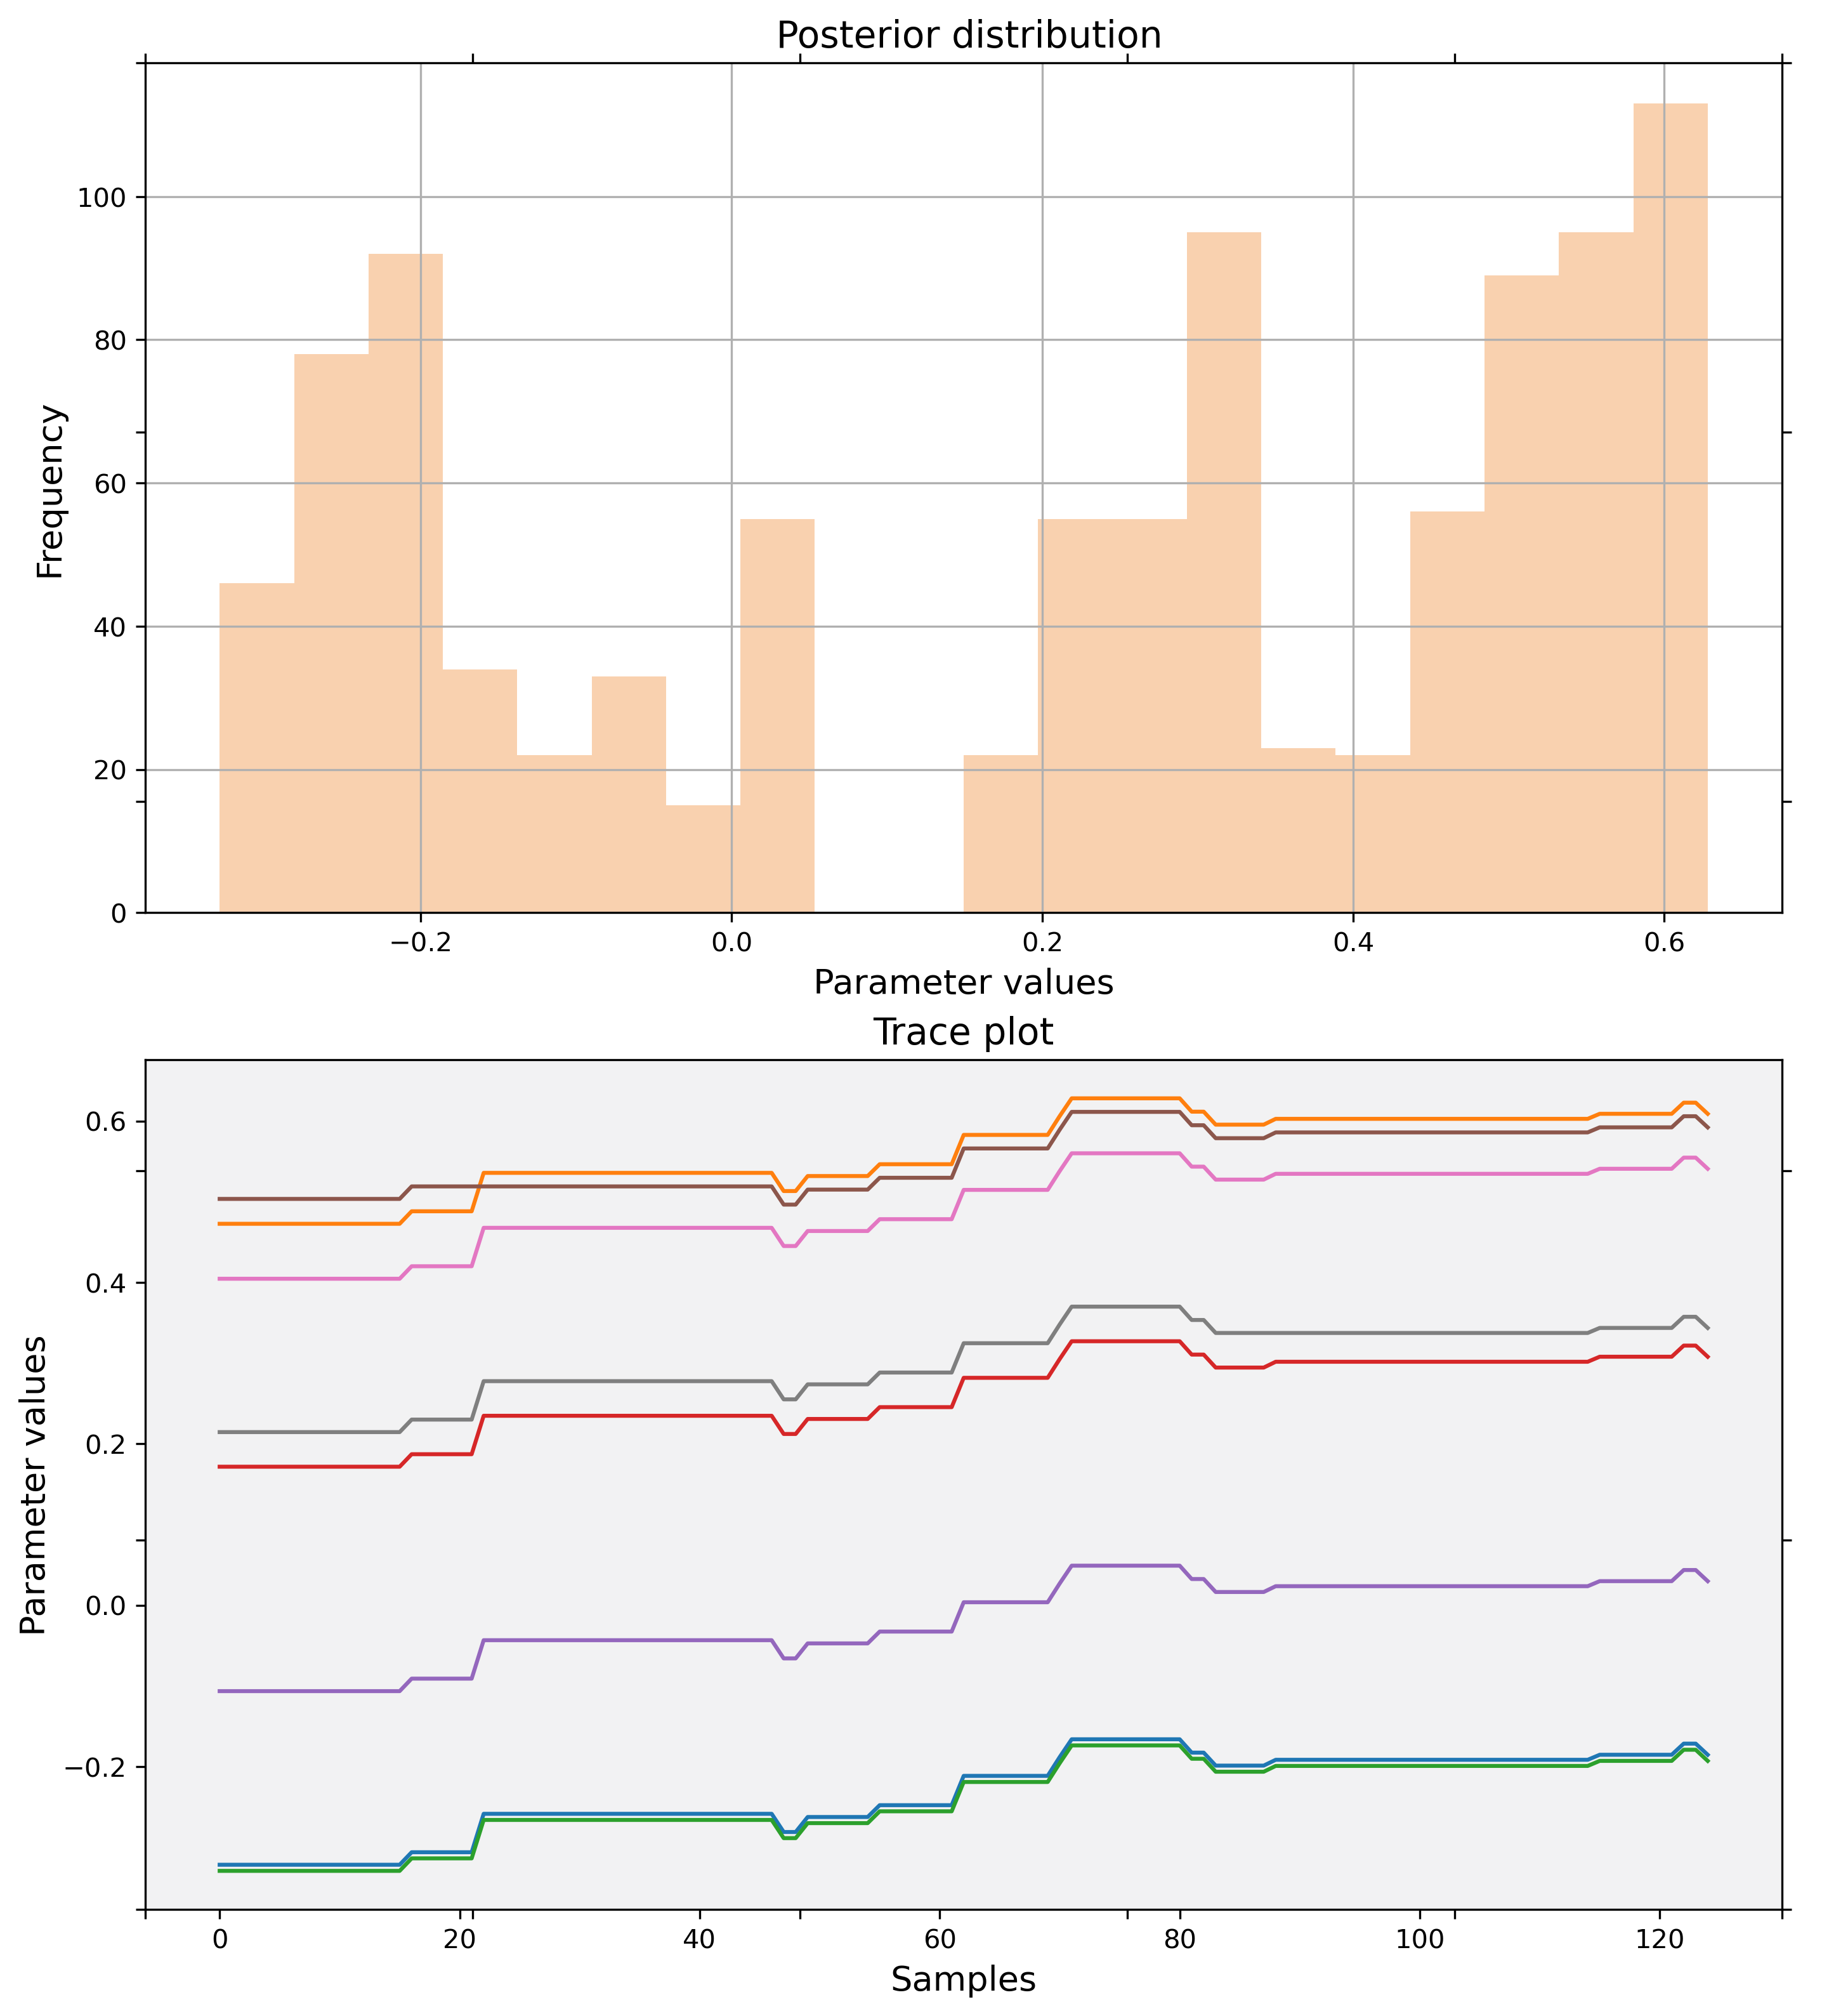 Posterior distribution
100
80
60
40
20
0
Frequency
−0.2 0.0 0.2 0.4 0.6
Parameter values
Trace plot
0.6
0.4
0.2
0.0
−0.2
Parameter values
0 20 40 60 80 100 120
Samples